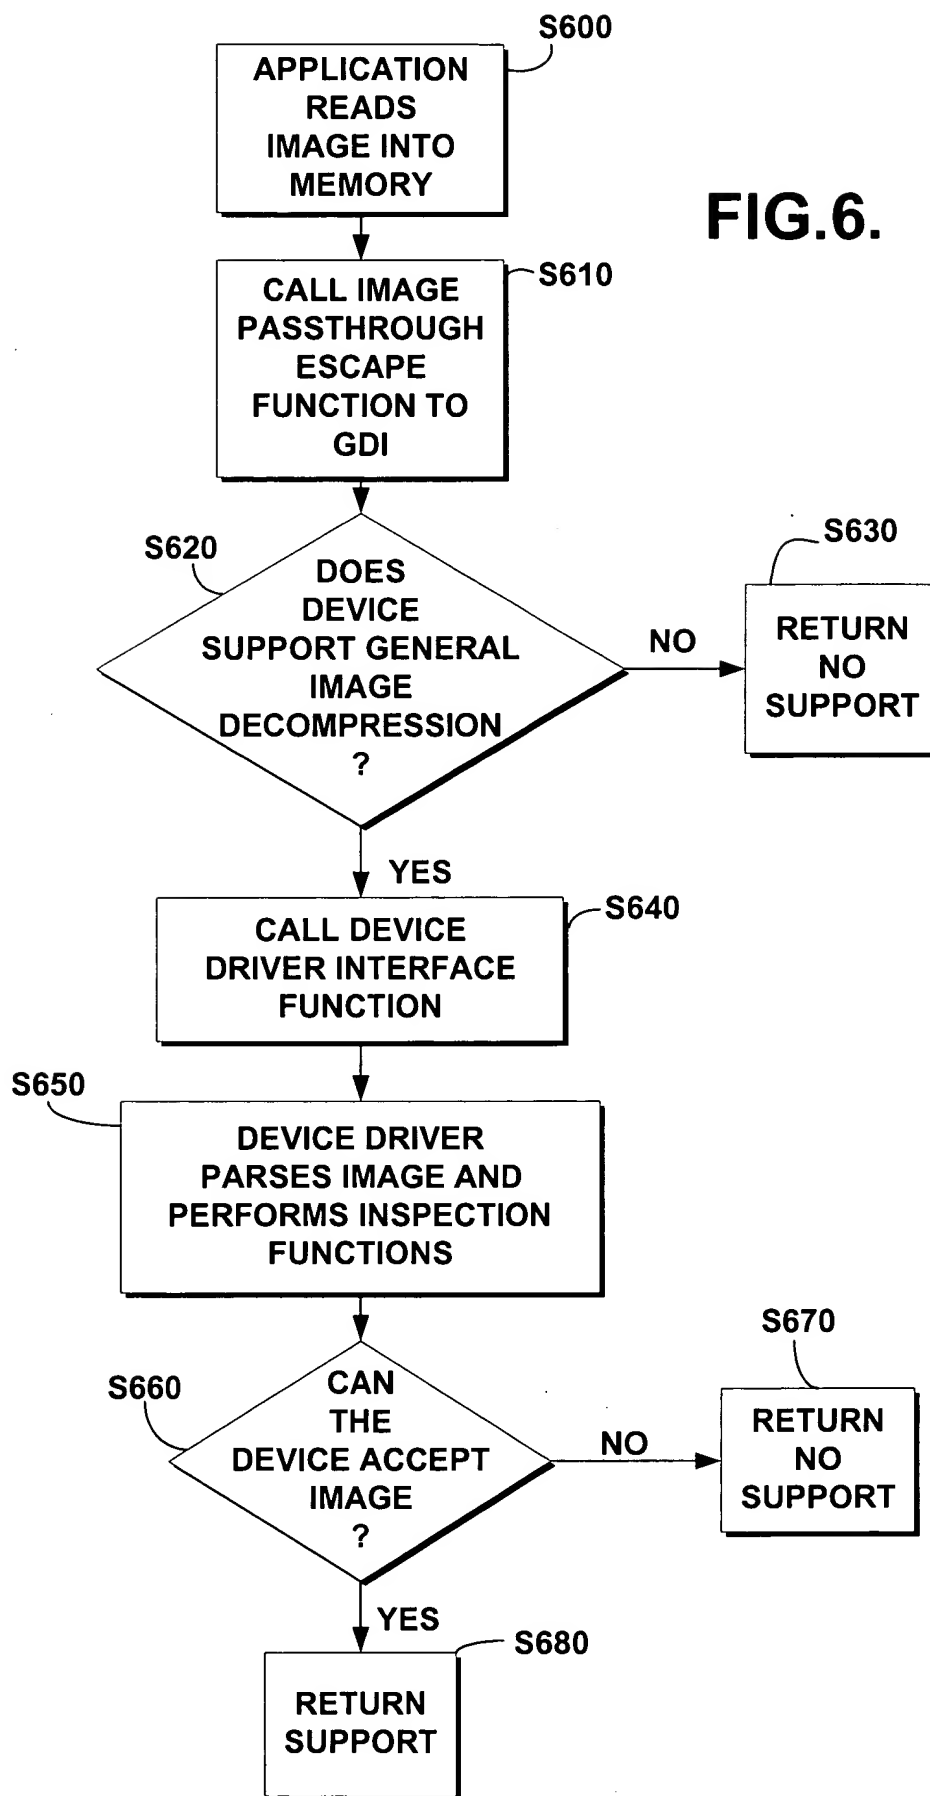 S600
APPLICATION
READS
IMAGE INTO
MEMORY
FIG.6.
S610
CALL IMAGE
PASSTHROUGH
ESCAPE
FUNCTION TO
GDI
S620
DOES
DEVICE
SUPPORT GENERAL
IMAGE
DECOMPRESSION
?
NO
S630
RETURN
NO
SUPPORT
YES
S640
CALL DEVICE
DRIVER INTERFACE
FUNCTION
S650
DEVICE DRIVER
PARSES IMAGE AND
PERFORMS INSPECTION
FUNCTIONS
S660
CAN
THE
DEVICE ACCEPT
IMAGE
?
NO
S670
RETURN
NO
SUPPORT
YES
S680
RETURN
SUPPORT